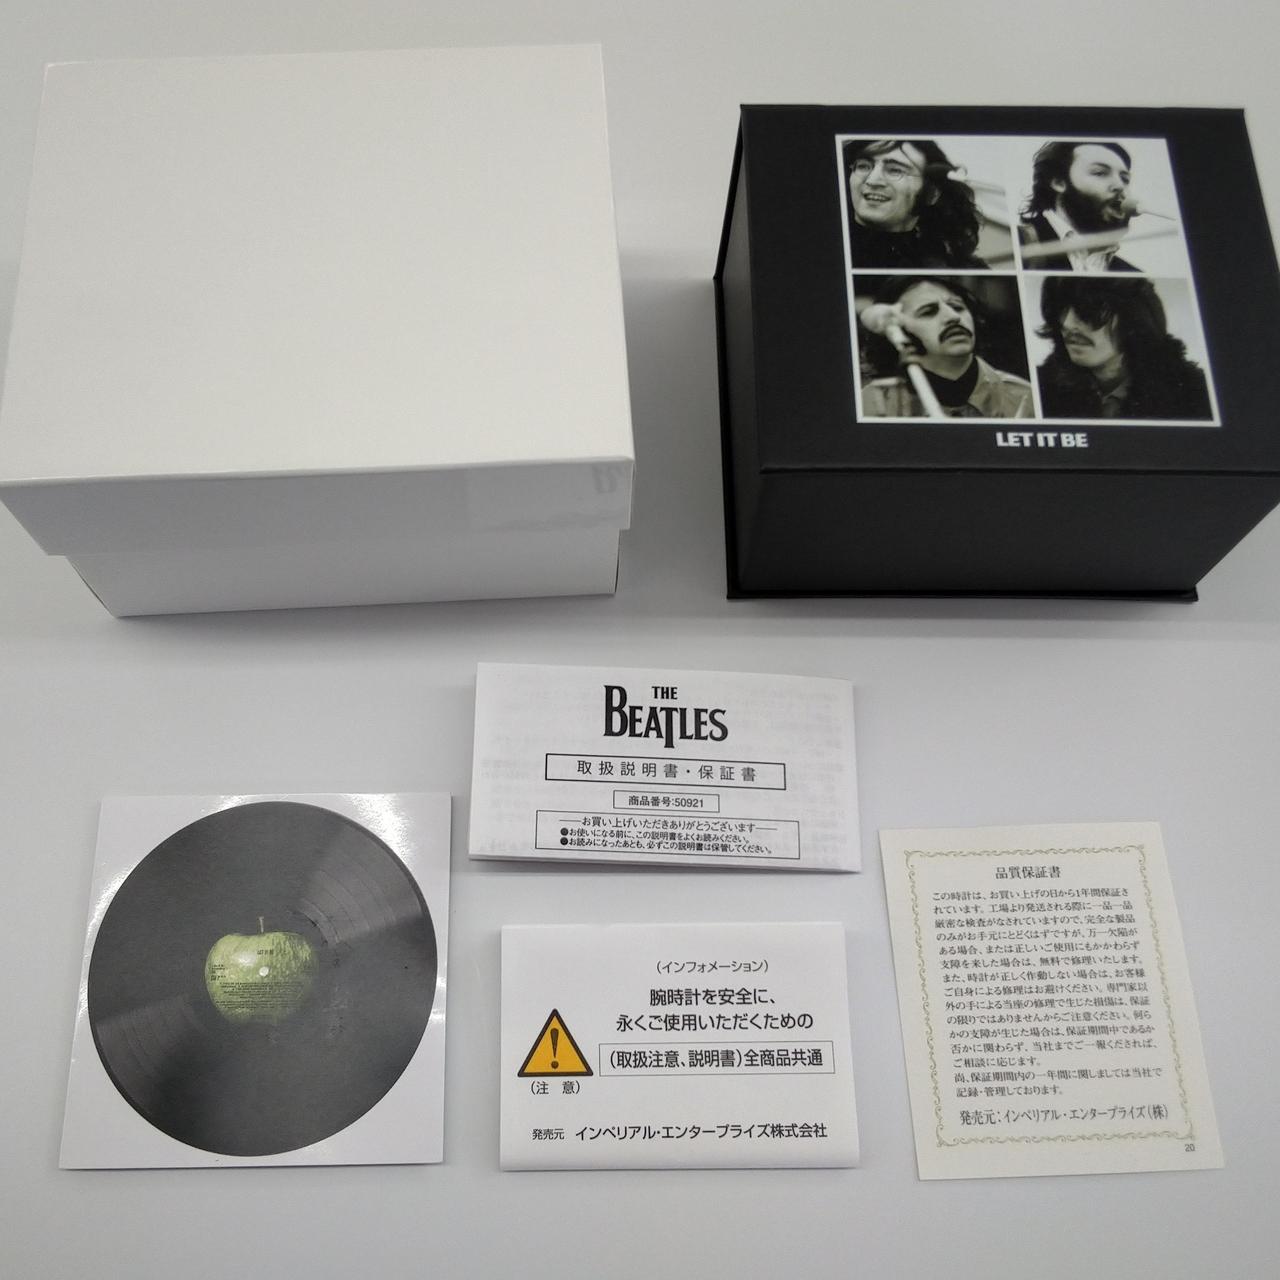 LET IT BE
THE
BEATLES
取扱説明書・保証書
商品番号:50921
お買い上げいただきありがとうございます
●お使いになる前に、この説明書をよくお読みください。
●お読みになったあとも、必ずこの説明書は保管してください。
(インフォメーション)
腕時計を安全に、
永くご使用いただくための
(取扱注意、説明書)全商品共通
(注 意)
発売元 インペリアル・エンタープライズ株式会社
品質保証書
この時計は、お買い上げの日から1年間保証さ
れています。工場より発送される際に一品一品
厳密な検査がなされていますので、完全な製品
のみがお手元にとどくはずですが、万一欠陥が
ある場合、または正しいご使用にもかかわらず
支障を来した場合は、無料で修理いたします。
また、時計が正しく作動しない場合は、お客様
ご自身による修理はお避けください。専門家以
外の手による当座の修理で生じた損傷は、保証
の限りではありませんからご注意ください。何ら
かの支障が生じた場合は、保証期間中であるか
否かに関わらず、当社までご一報くだされば、
ご相談に応じます。
尚、保証期間内の一年間に関しましては当社で
記録・管理しております。
発売元:インペリアル・エンタープライズ(株)
20